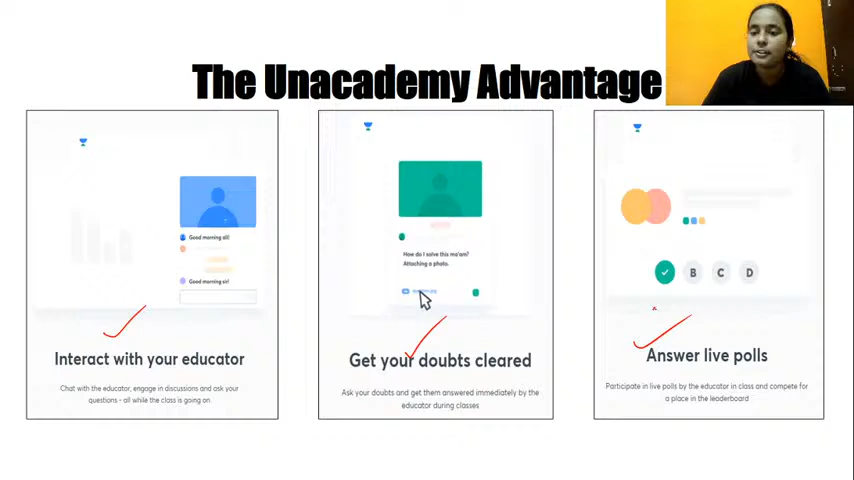 The Unacademy Advantage
Good morning all!
Good morning sir!
Interact with your educator
Chat with the educator, engage in discussions and ask your
questions - all while the class is going on
How do I solve this ma'am?
Attaching a photo.
Get your doubts cleared
Ask your doubts and get them answered immediately by the
educator during classes
B C D
Answer live polls
Participate in live polls by the educator in class and compete for
a place in the leaderboard